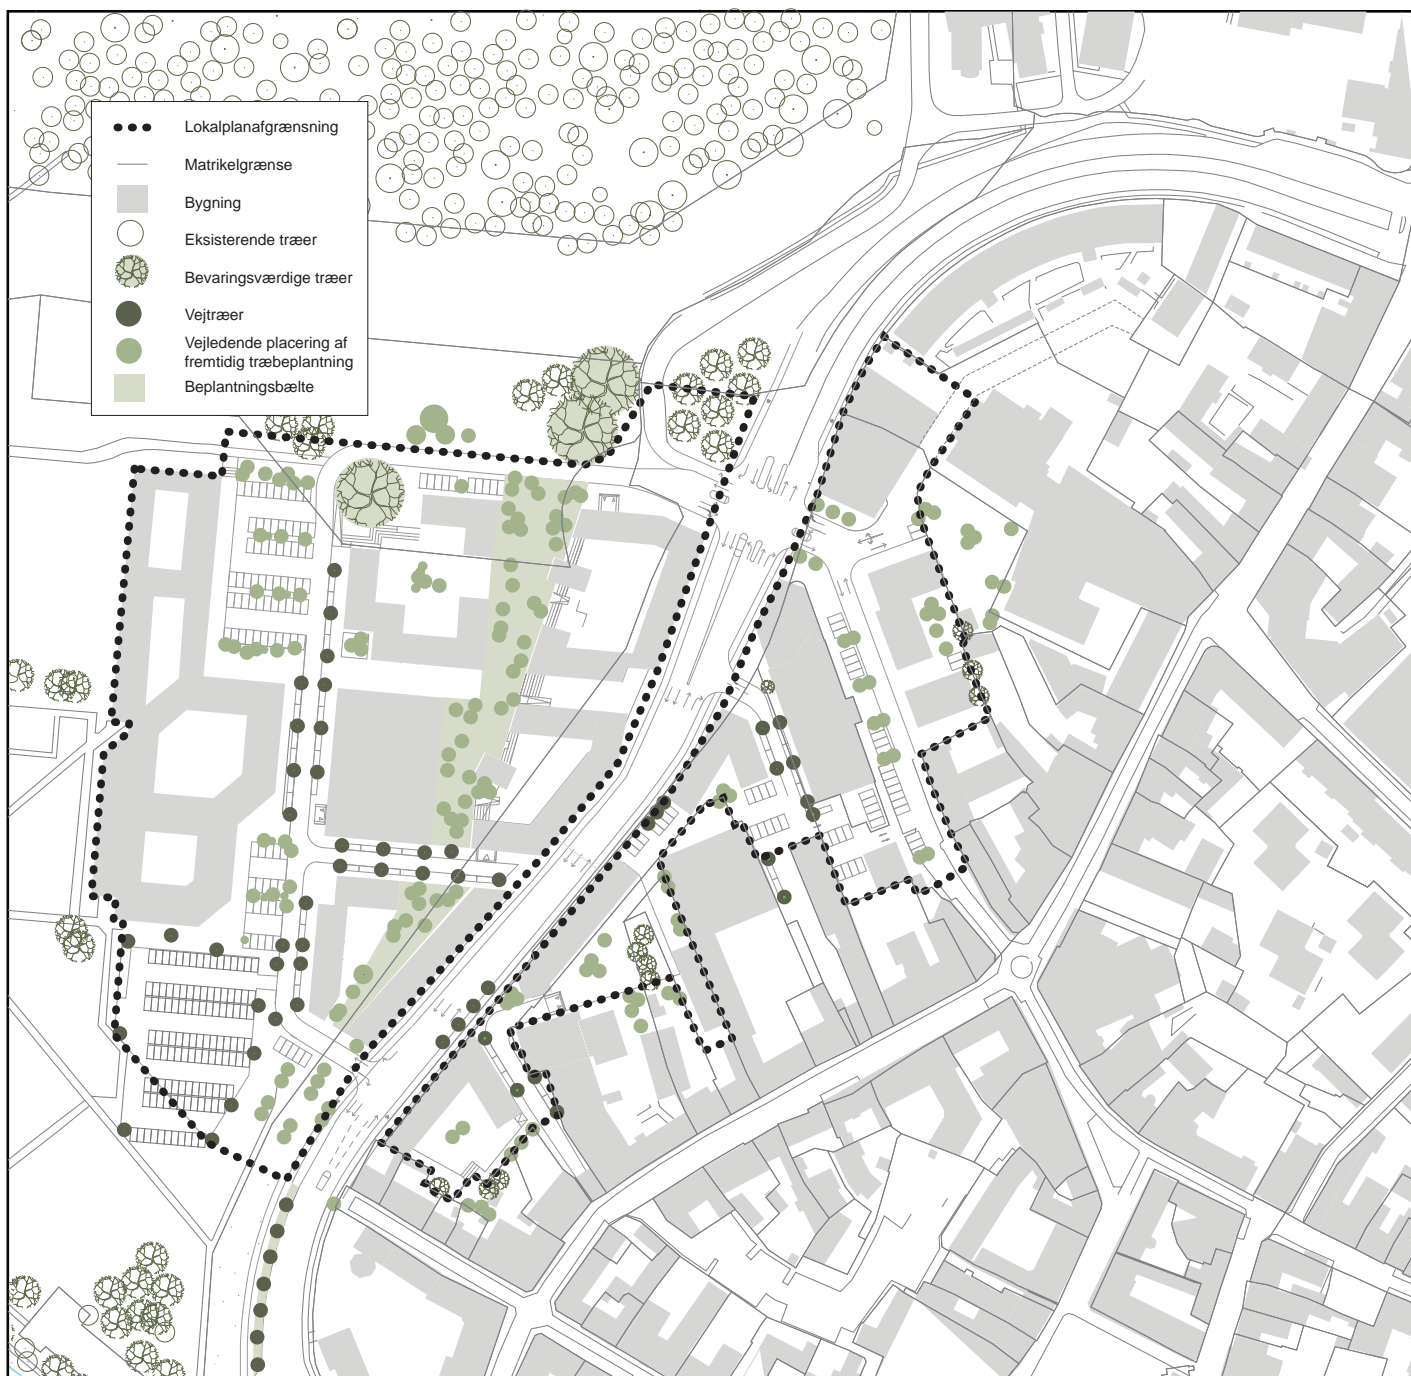 Lokalplanafgrænsning
Matrikelgrænse
Bygning
Eksisterende træer
Bevaringsværdige træer
Vejtræer
Vejledende placering af
fremtidig træbeplantning
Beplantningsbælte